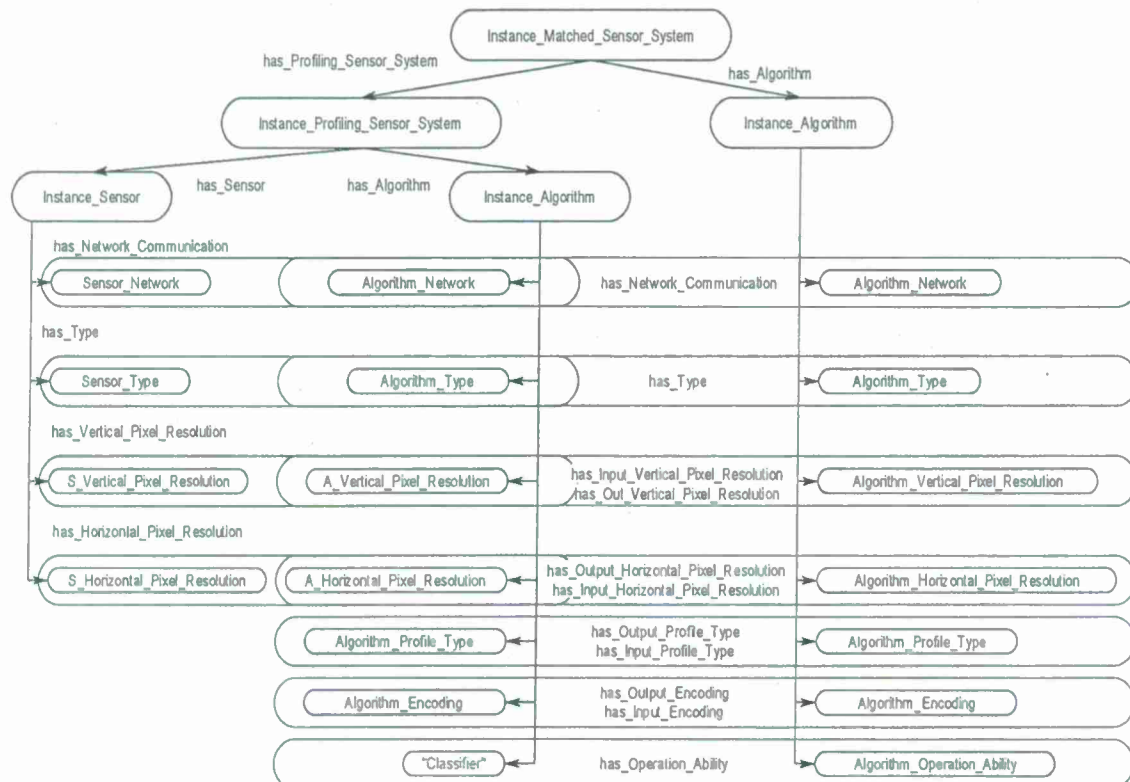 Instance_Matched_Sensor_System
has_Profiling_Sensor_System
has_Algorithm
Instance_Profiling_Sensor_System
Instance_Algorithm
Instance_Sensor
has_Sensor
has_Algorithm
Instance_Algorithm
has_Network_Communication
Sensor_Network
Algorithm_Network
has_Network_Communication
Algorithm_Network
has_Type
Sensor_Type
Algorithm_Type
has_Type
Algorithm_Type
has_Vertical_Pixel_Resolution
S_Vertical_Pixel_Resolution
A_Vertical_Pixel_Resolution
has_Input_Vertical_Pixel_Resolution
has_Out_Vertical_Pixel_Resolution
Algorithm_Vertical_Pixel_Resolution
has_Horizontal_Pixel_Resolution
S_Horizontal_Pixel_Resolution
A_Horizontal_Pixel_Resolution
has_Output_Horizontal_Pixel_Resolution
has_Input_Horizontal_Pixel_Resolution
Algorithm_Horizontal_Pixel_Resolution
Algorithm_Profile_Type
has_Output_Profile_Type
has_Input_Profile_Type
Algorithm_Profile_Type
Algorithm_Encoding
has_Output_Encoding
has_Input_Encoding
Algorithm_Encoding
"Classifier"
has_Operation_Ability
Algorithm_Operation_Ability